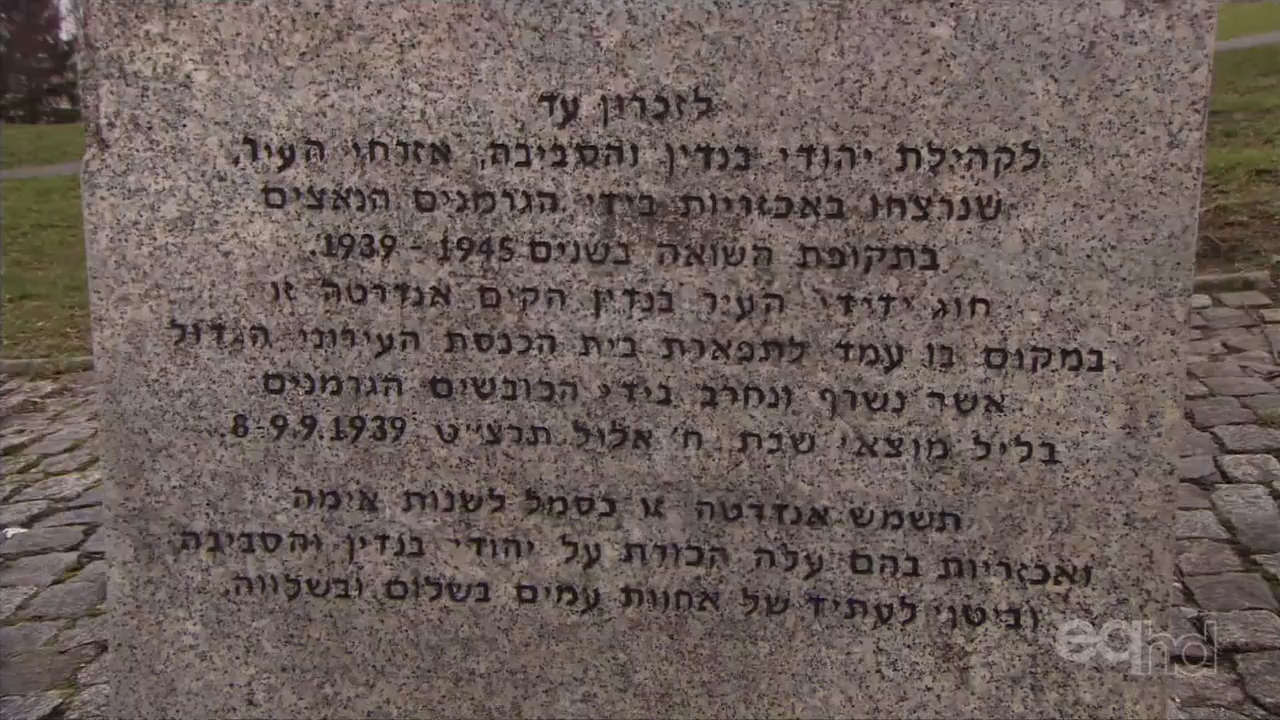 לזכרון עד
לקהילת יהודי בנדין והסביבה, אזרחי העיר,
שנרצחו באכזריות בידי הגרמנים הנאצים
בתקופת השואה בשנים 1945 - 1939.
חוג ידידי העיר בנדין הקים אנדרטה זו
במקום בו עמד לתפארת בית הכנסת העירוני הגדול
אשר נשרף ונחרב בידי הכובשים הגרמנים
בליל מוצאי שבת ח' אלול תרצ"ט 8-9.9.1939.
תשמש אנדרטה זו כסמל לשנות אימה
ואכזריות בהם עלה הכורת על יהודי בנדין והסביבה
וביטוי לעתיד של אחוות עמים בשלום ובשלווה.
eqhd